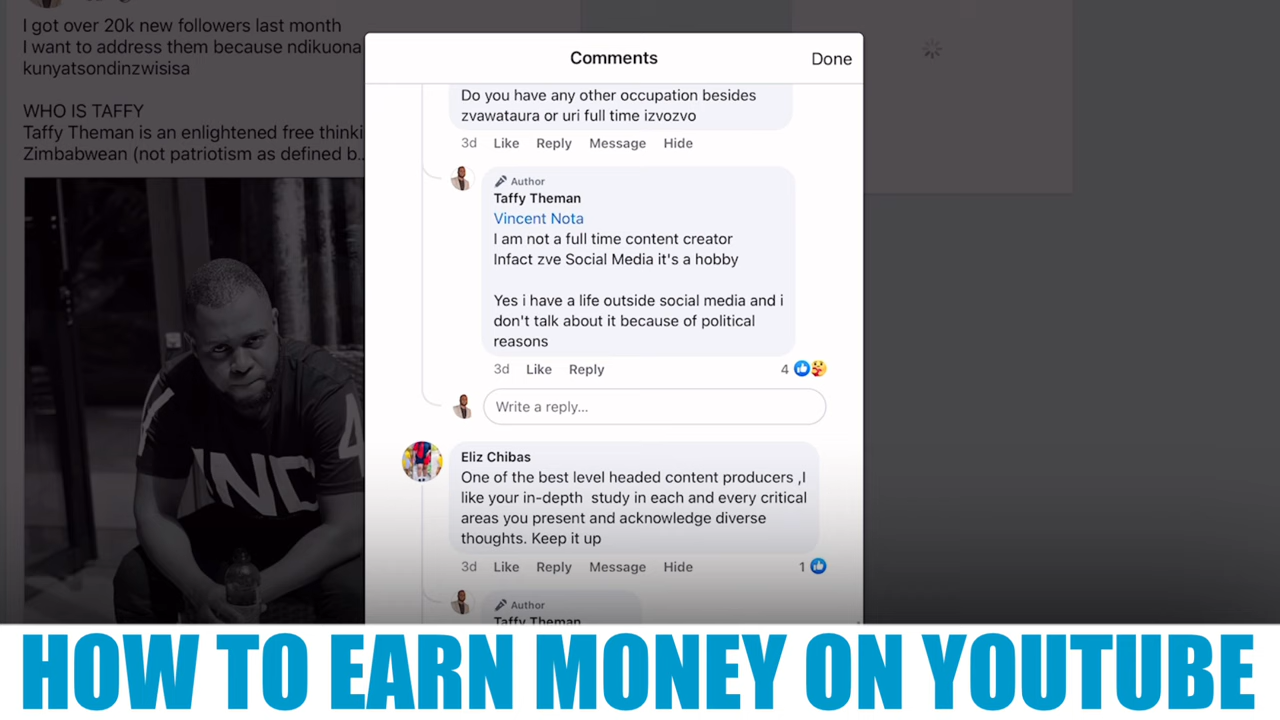 I got over 20k new followers last month
I want to address them because ndikuona
kunyatsondinzwisisa
WHO IS TAFFY
Taffy Theman is an enlightened free thinki
Zimbabwean (not patriotism as defined b..
Comments
Done
Do you have any other occupation besides
zvawataura or uri full time izvozvo
3d Like Reply Message Hide
Author
Taffy Theman
Vincent Nota
I am not a full time content creator
Infact zve Social Media it's a hobby
Yes i have a life outside social media and i
don't talk about it because of political
reasons
3d Like Reply 4
Write a reply...
Eliz Chibas
One of the best level headed content producers ,I
like your in-depth study in each and every critical
areas you present and acknowledge diverse
thoughts. Keep it up
3d Like Reply Message Hide 1
Author
Taffy Theman
HOW TO EARN MONEY ON YOUTUBE